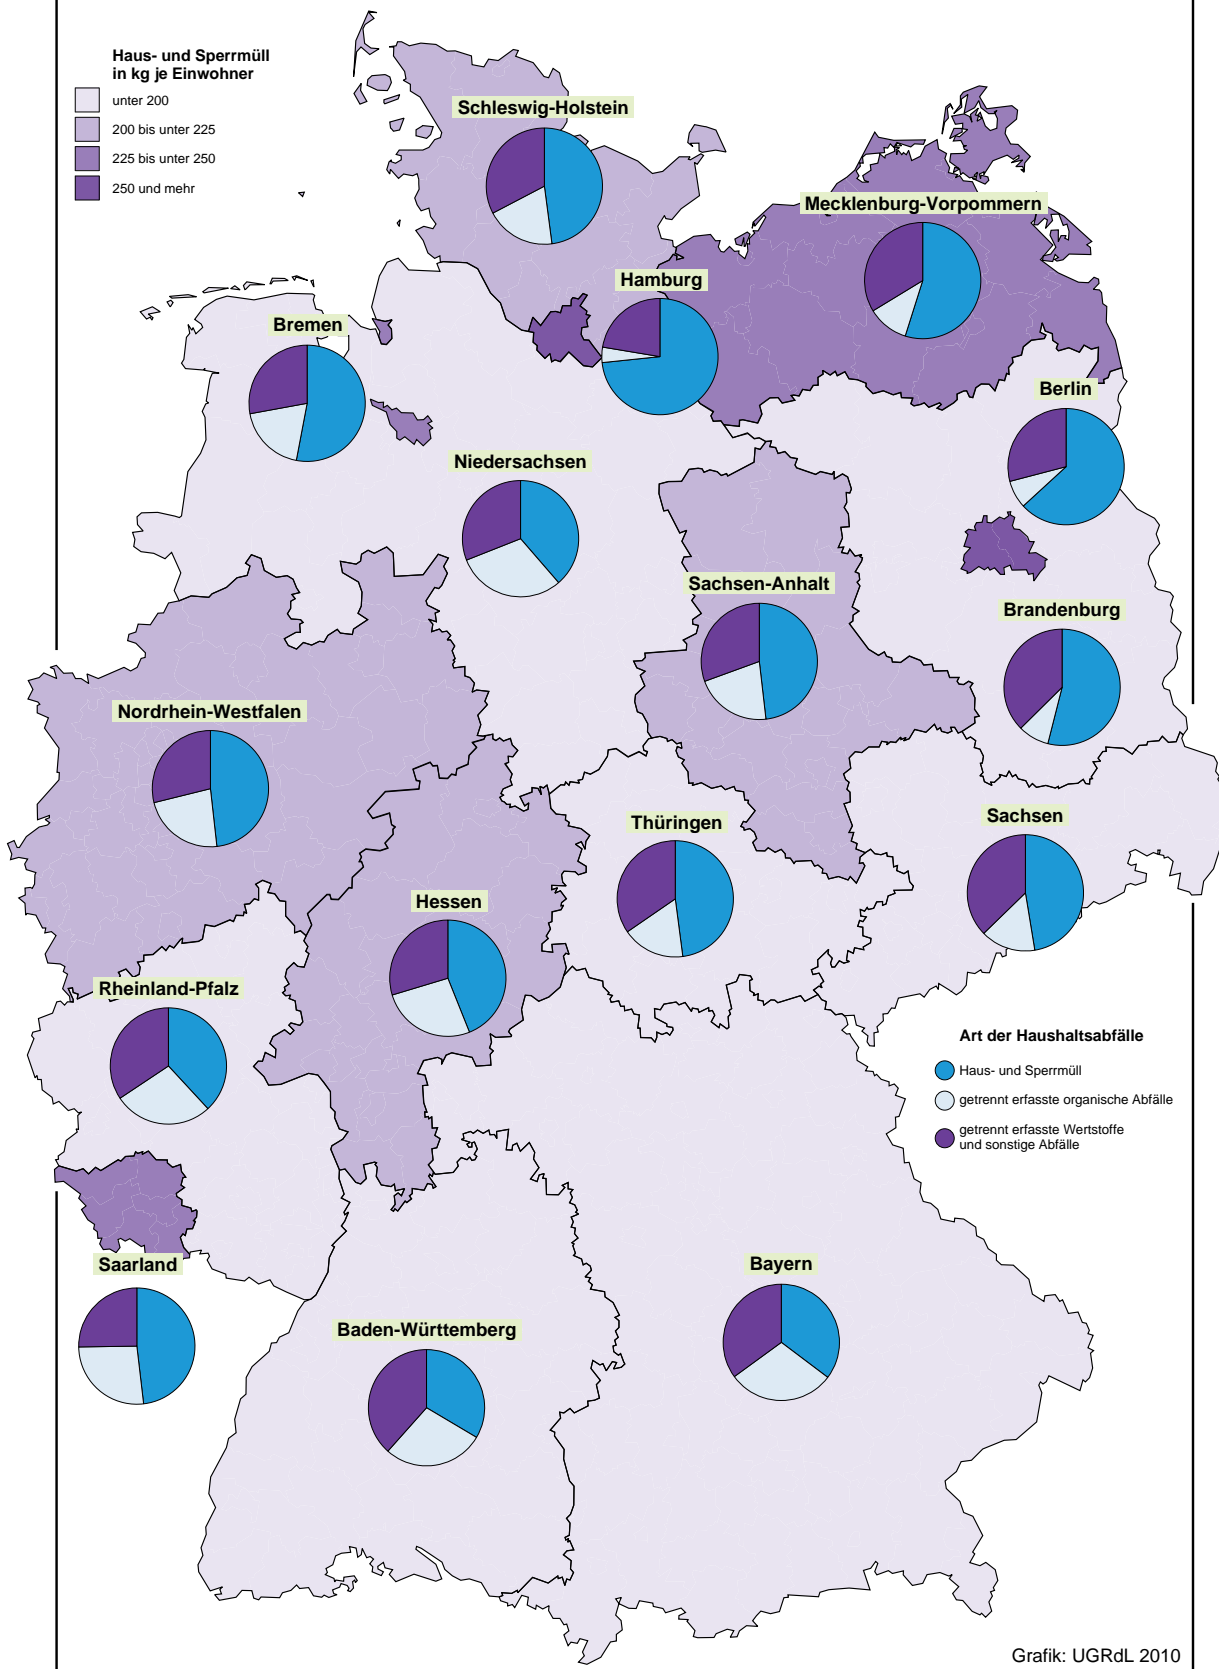 Haus- und Sperrmüll
in kg je Einwohner
unter 200
200 bis unter 225
225 bis unter 250
250 und mehr
Schleswig-Holstein
Mecklenburg-Vorpommern
Hamburg
Bremen
Berlin
Niedersachsen
Sachsen-Anhalt
Brandenburg
Nordrhein-Westfalen
Thüringen
Sachsen
Hessen
Rheinland-Pfalz
Art der Haushaltsabfälle
Haus- und Sperrmüll
getrennt erfasste organische Abfälle
getrennt erfasste Wertstoffe
und sonstige Abfälle
Saarland
Bayern
Baden-Württemberg
Grafik: UGRdL 2010